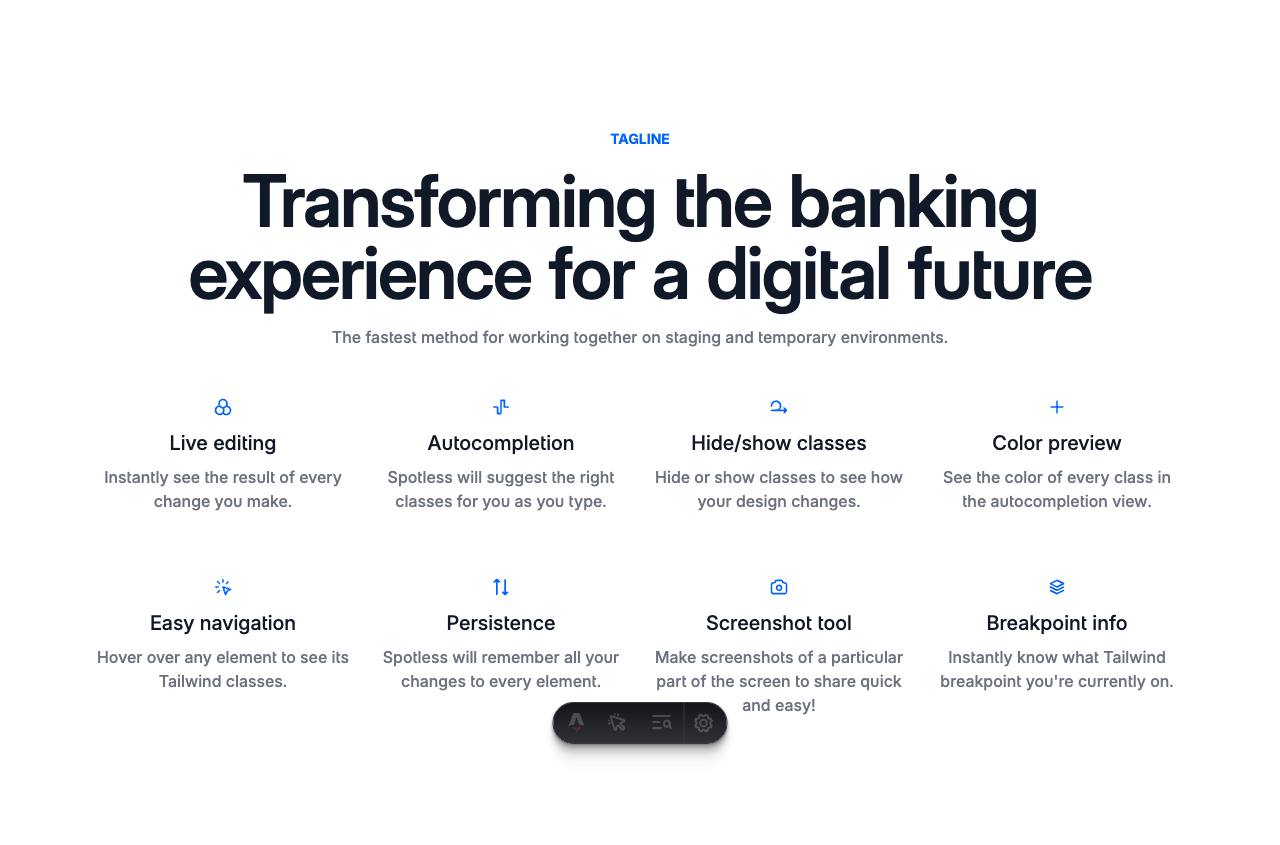 TAGLINE
Transforming the banking
experience for a digital future
The fastest method for working together on staging and temporary environments.
Live editing
Instantly see the result of every
change you make.
Autocompletion
Spotless will suggest the right
classes for you as you type.
Hide/show classes
Hide or show classes to see how
your design changes.
Color preview
See the color of every class in
the autocompletion view.
Easy navigation
Hover over any element to see its
Tailwind classes.
Persistence
Spotless will remember all your
changes to every element.
Screenshot tool
Make screenshots of a particular
part of the screen to share quick
and easy!
Breakpoint info
Instantly know what Tailwind
breakpoint you're currently on.